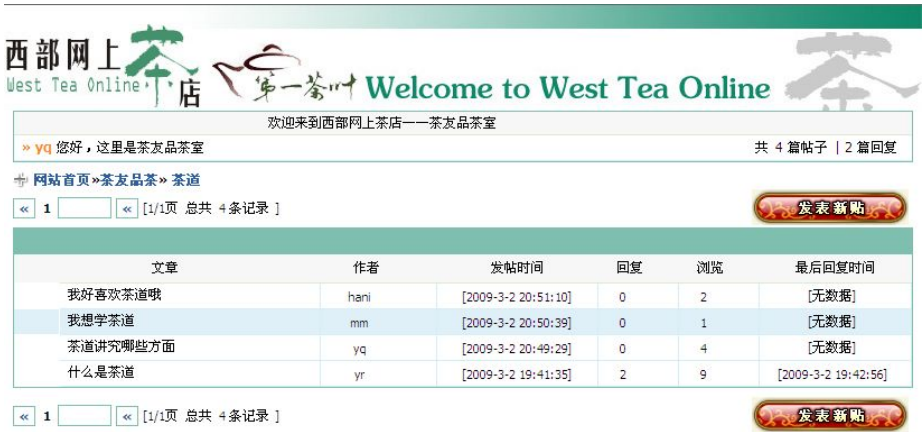 西部网上茶店
West Tea Online
第一茶叶
Welcome to West Tea Online
茶
欢迎来到西部网上茶店——茶友品茶室
» yq 您好，这里是茶友品茶室 共 4 篇帖子 | 2 篇回复
网站首页»茶友品茶» 茶道
« 1 « [1/1页 总共 4条记录 ] 发表新贴
文章 作者 发帖时间 回复 浏览 最后回复时间
我好喜欢茶道哦 hani [2009-3-2 20:51:10] 0 2 [无数据]
我想学茶道 mm [2009-3-2 20:50:39] 0 1 [无数据]
茶道讲究哪些方面 yq [2009-3-2 20:49:29] 0 4 [无数据]
什么是茶道 yr [2009-3-2 19:41:35] 2 9 [2009-3-2 19:42:56]
« 1 « [1/1页 总共 4条记录 ] 发表新贴